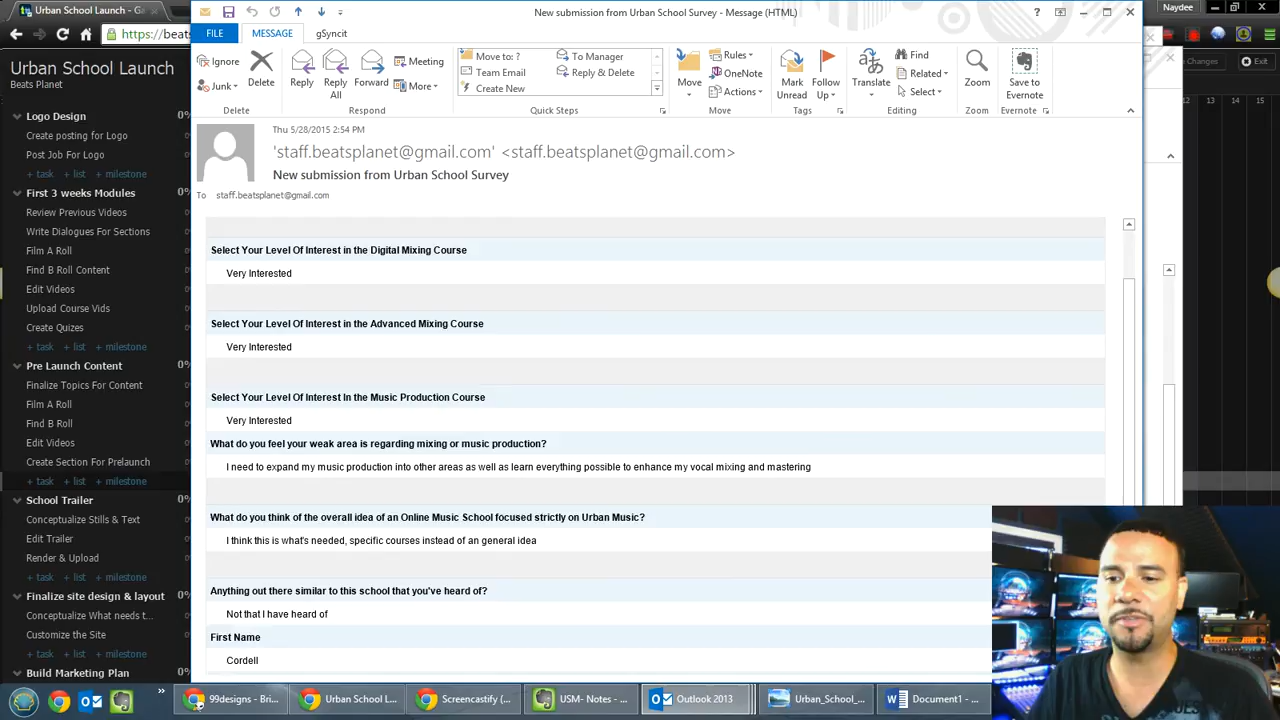 Urban School Launch - G
New submission from Urban School Survey - Message (HTML)
Naydee
https://beats
FILE
MESSAGE
gSyncit
Changes
Exit
Urban School Launch
Beats Planet
Ignore
Junk
Delete
Delete
Reply
Reply All
Forward
Meeting
More
Respond
Move to: ?
Team Email
Create New
To Manager
Reply & Delete
Quick Steps
Move
Rules
OneNote
Actions
Move
Mark Unread
Follow Up
Tags
Translate
Find
Related
Select
Editing
Zoom
Zoom
Save to Evernote
Evernote
12 13 14 15 16
Thu 5/28/2015 2:54 PM
'staff.beatsplanet@gmail.com' <staff.beatsplanet@gmail.com>
New submission from Urban School Survey
To staff.beatsplanet@gmail.com
Logo Design
Create posting for Logo
Post Job For Logo
+ task + list + milestone
First 3 weeks Modules
Review Previous Videos
Write Dialogues For Sections
Film A Roll
Find B Roll Content
Edit Videos
Upload Course Vids
Create Quizes
+ task + list + milestone
Pre Launch Content
Finalize Topics For Content
Film A Roll
Find B Roll
Edit Videos
Create Section For Prelaunch
+ task + list + milestone
School Trailer
Conceptualize Stills & Text
Edit Trailer
Render & Upload
+ task + list + milestone
Finalize site design & layout
Conceptualize What needs t...
Customize the Site
+ task + list + milestone
Build Marketing Plan
Select Your Level Of Interest in the Digital Mixing Course
Very Interested
Select Your Level Of Interest in the Advanced Mixing Course
Very Interested
Select Your Level Of Interest In the Music Production Course
Very Interested
What do you feel your weak area is regarding mixing or music production?
I need to expand my music production into other areas as well as learn everything possible to enhance my vocal mixing and mastering
What do you think of the overall idea of an Online Music School focused strictly on Urban Music?
I think this is what's needed, specific courses instead of an general idea
Anything out there similar to this school that you've heard of?
Not that I have heard of
First Name
Cordell
99designs - Bri...
Urban School L...
Screencastify (...
USM- Notes - ...
Outlook 2013
Urban_School_...
Document1 - ...